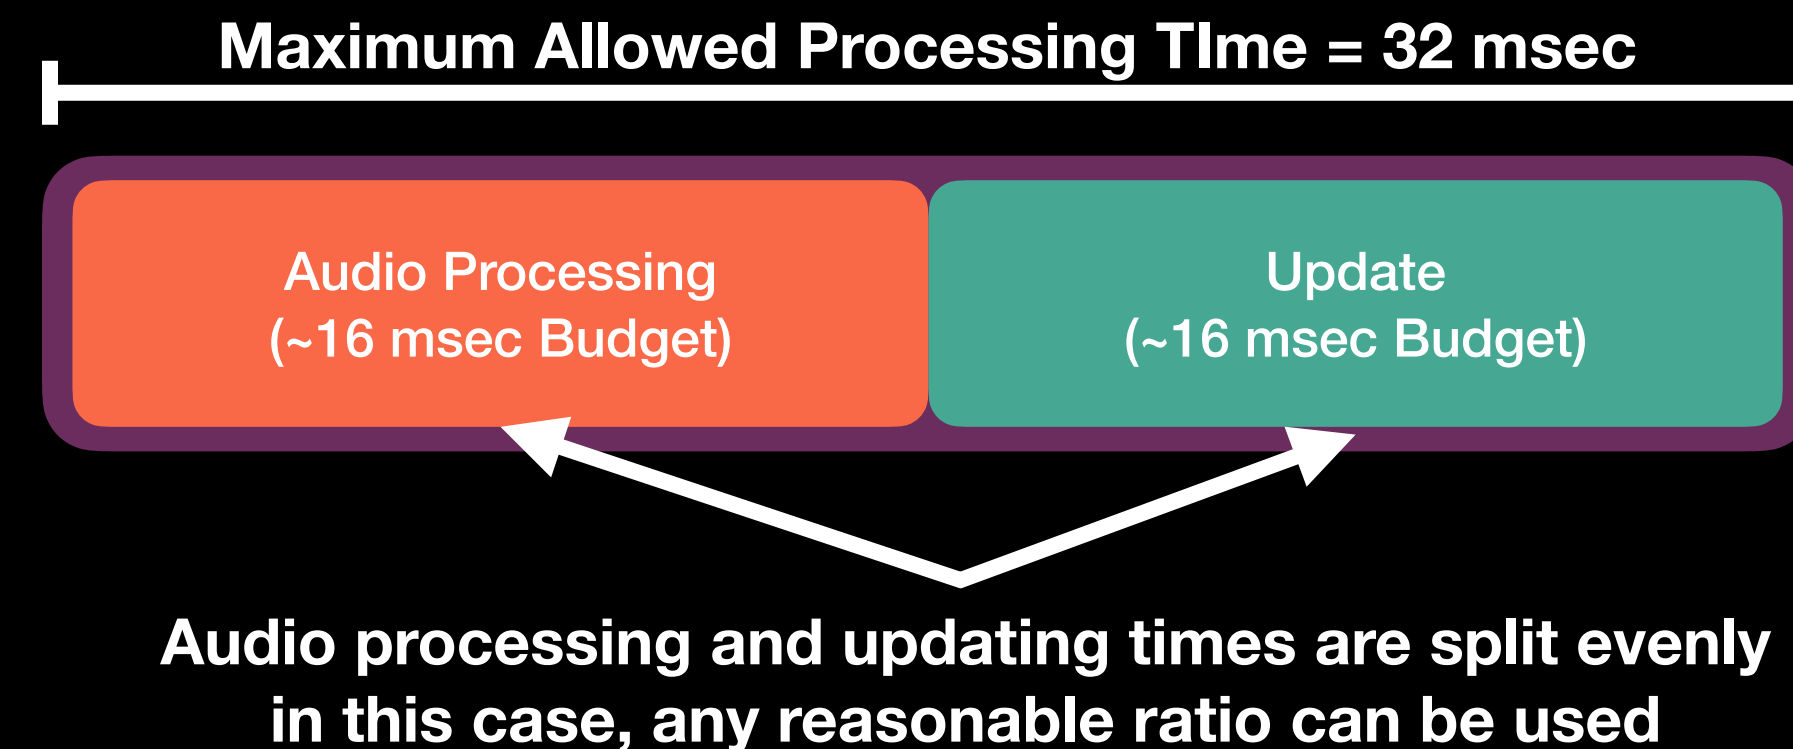 Maximum Allowed Processing TIme = 32 msec
Audio Processing
(~16 msec Budget)
Update
(~16 msec Budget)
Audio processing and updating times are split evenly
in this case, any reasonable ratio can be used